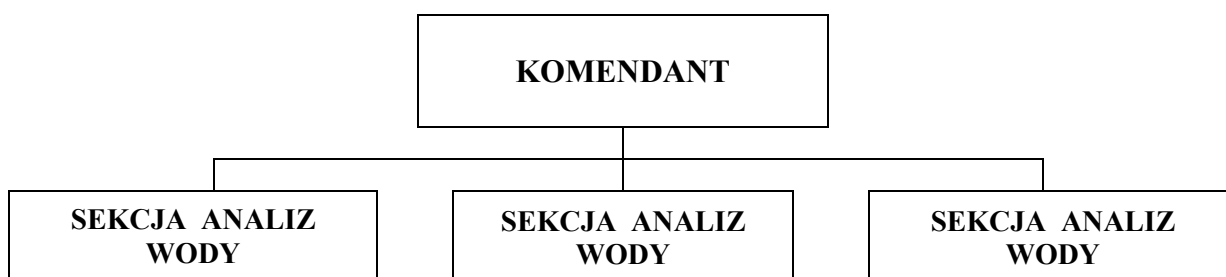 KOMENDANT
SEKCJA ANALIZ
WODY
SEKCJA ANALIZ
WODY
SEKCJA ANALIZ
WODY